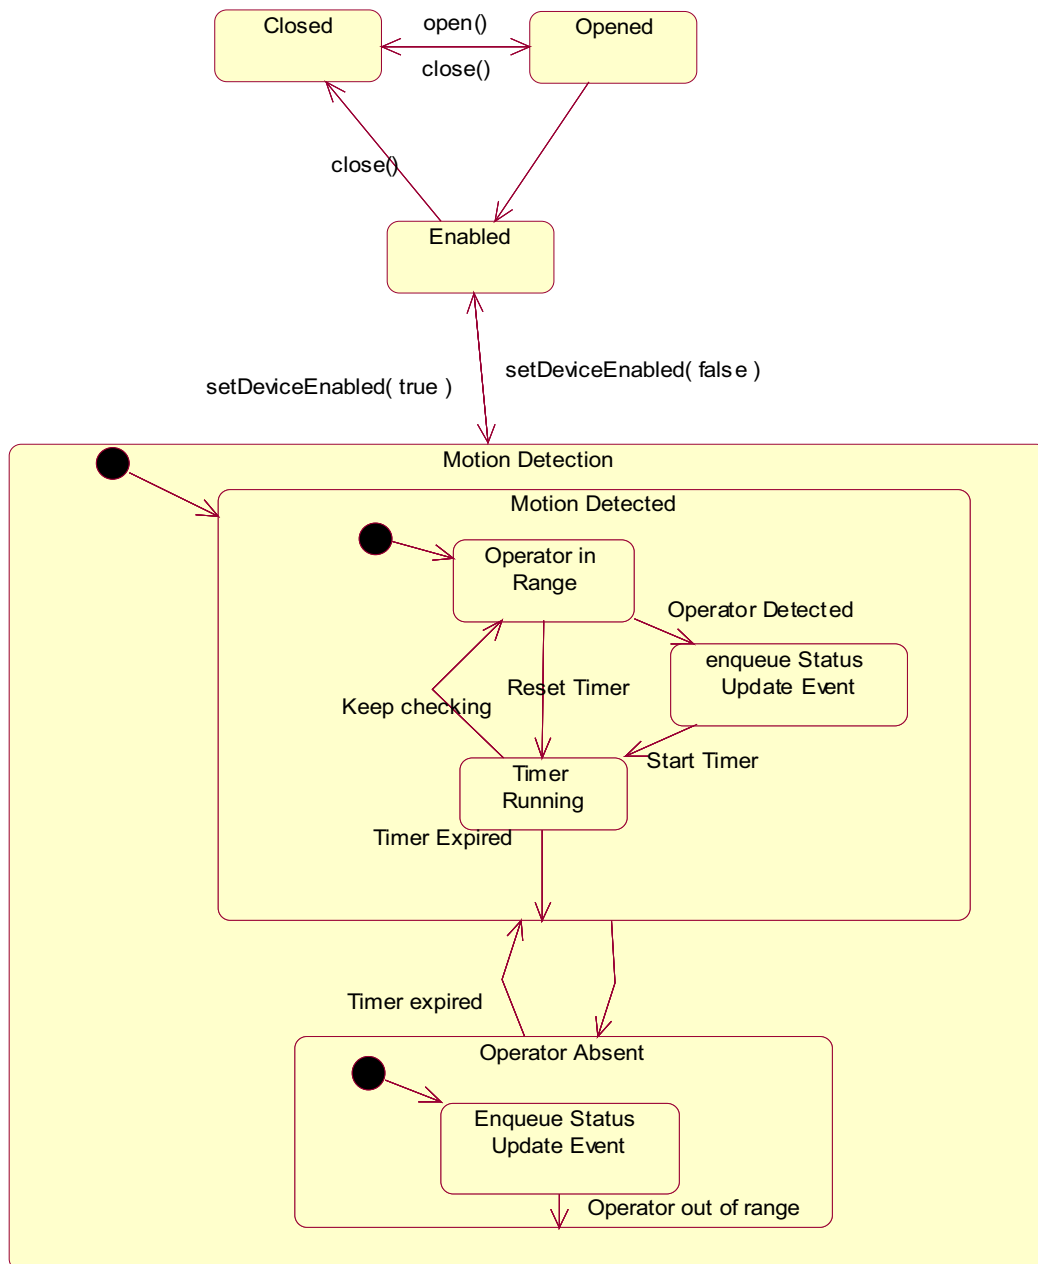 Closed
open()
Opened
close()
close()
Enabled
setDeviceEnabled( true )
setDeviceEnabled( false )
Motion Detection
Motion Detected
Operator in
Range
Operator Detected
enqueue Status
Update Event
Keep checking
Reset Timer
Start Timer
Timer
Running
Timer Expired
Timer expired
Operator Absent
Enqueue Status
Update Event
Operator out of range